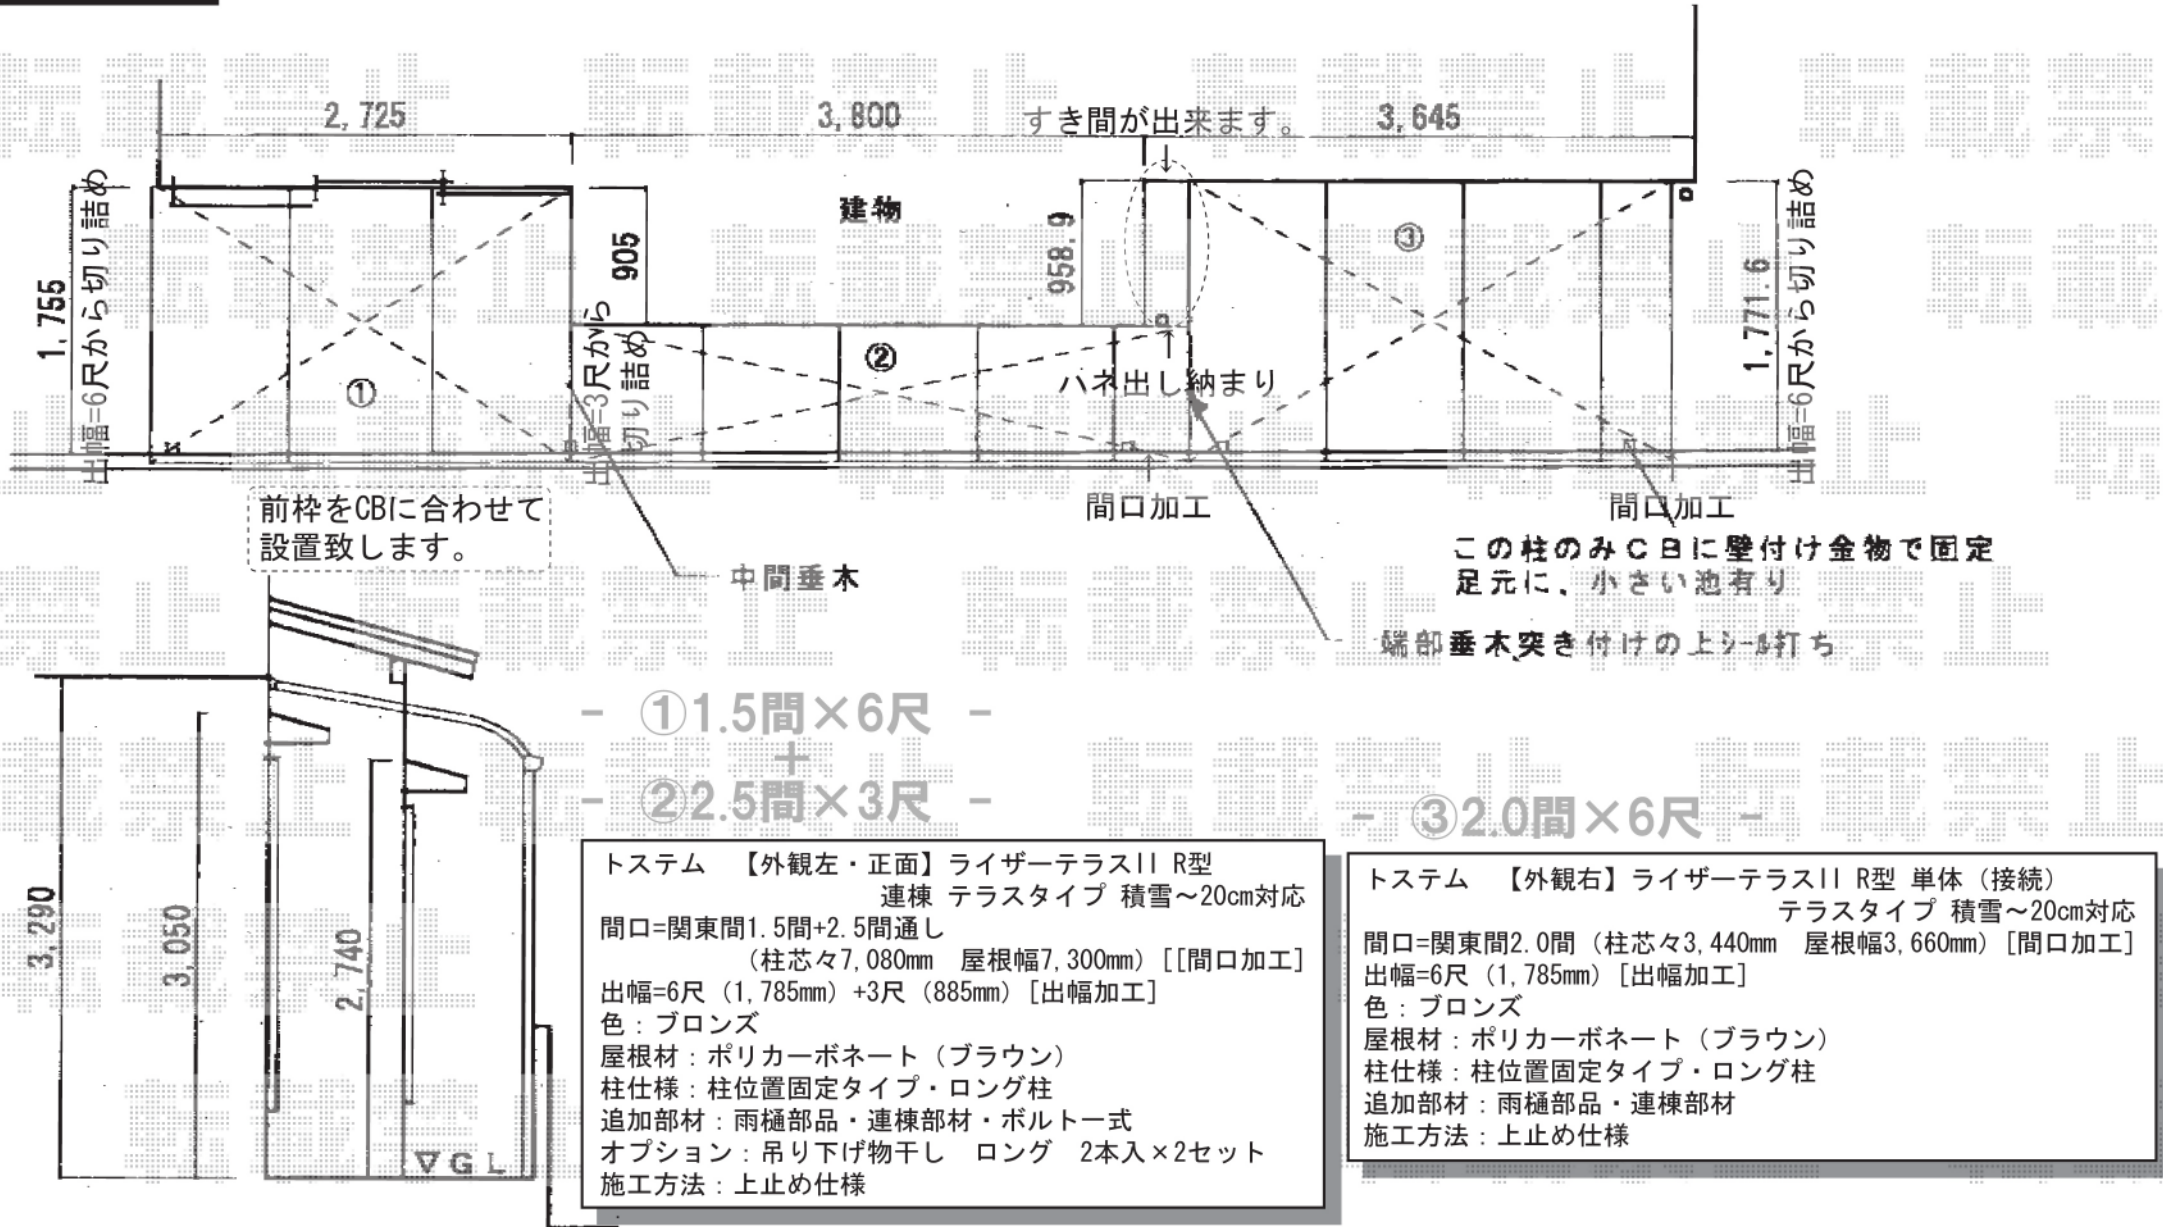 2,725
3,800
すき間が出来ます。
3,645
1,755
出幅=6尺から切り詰め
建物
905
958.9
③
1,771.6
出幅=6尺から切り詰め
①
出幅=3尺から
切り詰め
②
ハネ出し納まり
前枠をCBに合わせて
設置致します。
間口加工
間口加工
中間垂木
この柱のみCBに壁付け金物で固定
足元に、小さい池有り
端部垂木突き付けの上シール打ち
- ①1.5間×6尺 -
+
- ②2.5間×3尺 -
- ③2.0間×6尺 -
3,290
3,050
2,740
▽GL
トステム 【外観左・正面】ライザーテラスII R型
連棟 テラスタイプ 積雪~20cm対応
間口=関東間1.5間+2.5間通し
(柱芯々7,080mm 屋根幅7,300mm)[[間口加工]
出幅=6尺(1,785mm)+3尺(885mm)[出幅加工]
色:ブロンズ
屋根材:ポリカーボネート(ブラウン)
柱仕様:柱位置固定タイプ・ロング柱
追加部材:雨樋部品・連棟部材・ボルト一式
オプション:吊り下げ物干し ロング 2本入×2セット
施工方法:上止め仕様
トステム 【外観右】ライザーテラスII R型 単体(接続)
テラスタイプ 積雪~20cm対応
間口=関東間2.0間(柱芯々3,440mm 屋根幅3,660mm)[間口加工]
出幅=6尺(1,785mm)[出幅加工]
色:ブロンズ
屋根材:ポリカーボネート(ブラウン)
柱仕様:柱位置固定タイプ・ロング柱
追加部材:雨樋部品・連棟部材
施工方法:上止め仕様
転載禁止